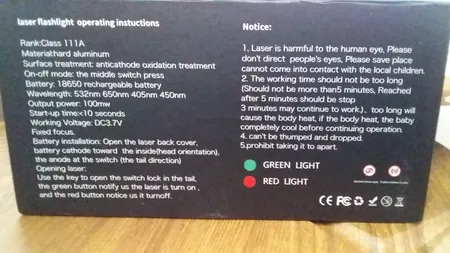 laser flashlight operating instuctions
Rank:Class 111A
Material:hard aluminum
Surface treatment: anticathode oxidation treatment
On-off mode: the middle switch press
Battery: 18650 rechargeable battery
Wavelength: 532nm 650nm 405nm 450nm
Output power: 100mw
Start-up time:<10 seconds
Working Voltage: DC3.7V
Fixed focus.
Battery installation: Open the laser back cover,
battery cathode toward the inside(head orientation),
the anode at the switch (the tail direction)
Opening laser:
Use the key to open the switch lock in the tail,
the green button notify us the laser is turn on ,
and the red button notice us it turnoff.
Notice:
1, Laser is harmful to the human eye, Please
don't direct people's eyes, Please save place
cannot come into contact with the local children.
2. The working time should not be too long
(Should not be more than5 minutes, Reached
after 5 minutes should be stop
3 minutes may continue to work.) , too long will
cause the body heat, if the body heat, the baby
completely cool before continuing operation.
4. can't be thumped and dropped.
5.prohibit taking it to apart.
GREEN LIGHT
RED LIGHT
CE FC